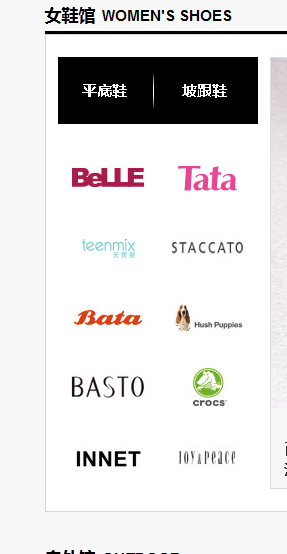 女鞋馆 WOMEN'S SHOES
平底鞋 坡跟鞋
BeLLE Tata
teenmix STACCATO
天美意
Bata Hush Puppies
BASTO crocs
INNET JOY&PEACE